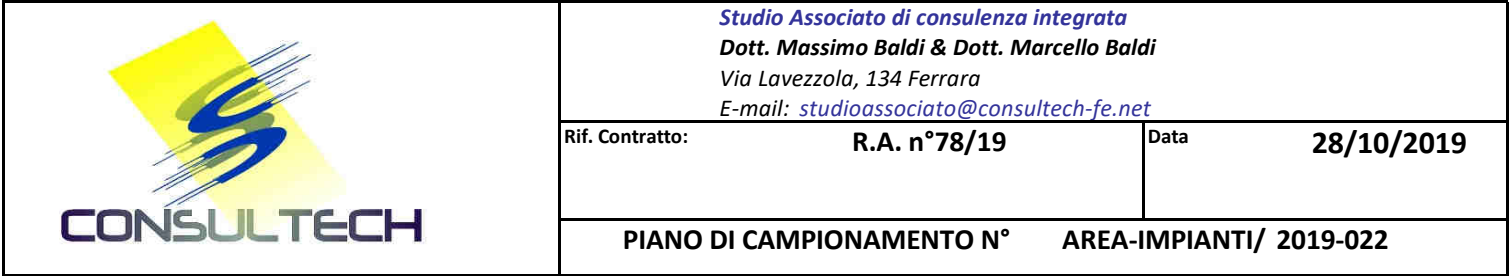 CONSULTECH
Studio Associato di consulenza integrata
Dott. Massimo Baldi & Dott. Marcello Baldi
Via Lavezzola, 134 Ferrara
E-mail: studioassociato@consultech-fe.net
Rif. Contratto: R.A. n°78/19 Data 28/10/2019
PIANO DI CAMPIONAMENTO N° AREA-IMPIANTI/ 2019-022